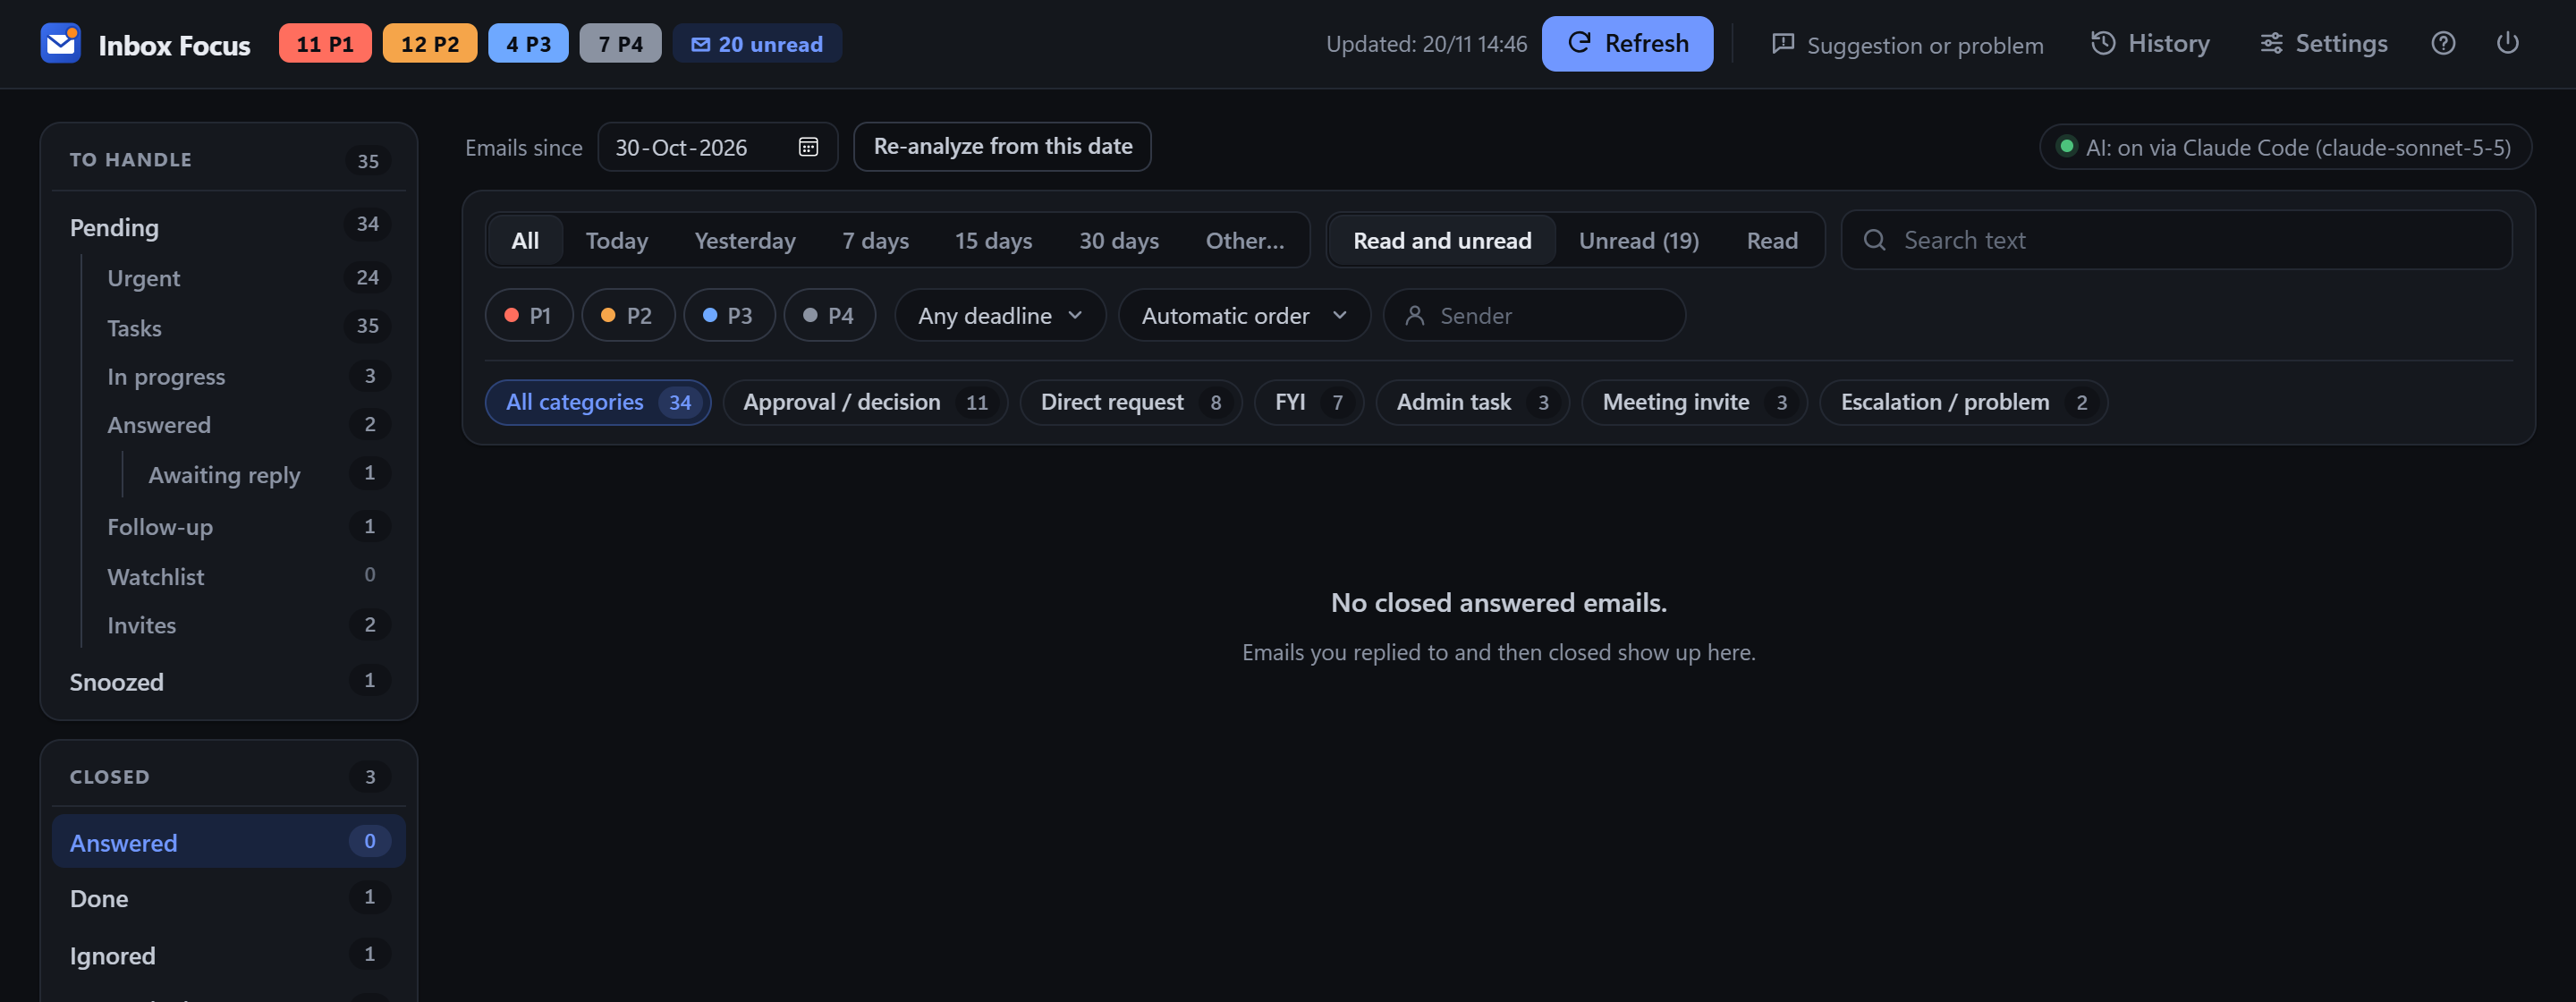 Inbox Focus
11 P1
12 P2
4 P3
7 P4
20 unread
Updated: 20/11 14:46
Refresh
Suggestion or problem
History
Settings
TO HANDLE 35
Pending 34
Urgent 24
Tasks 35
In progress 3
Answered 2
Awaiting reply 1
Follow-up 1
Watchlist 0
Invites 2
Snoozed 1
CLOSED 3
Answered 0
Done 1
Ignored 1
Emails since 30-Oct-2026 Re-analyze from this date
AI: on via Claude Code (claude-sonnet-5-5)
All Today Yesterday 7 days 15 days 30 days Other...
Read and unread Unread (19) Read
Search text
P1 P2 P3 P4 Any deadline Automatic order Sender
All categories 34 Approval / decision 11 Direct request 8 FYI 7 Admin task 3 Meeting invite 3 Escalation / problem 2
No closed answered emails.
Emails you replied to and then closed show up here.